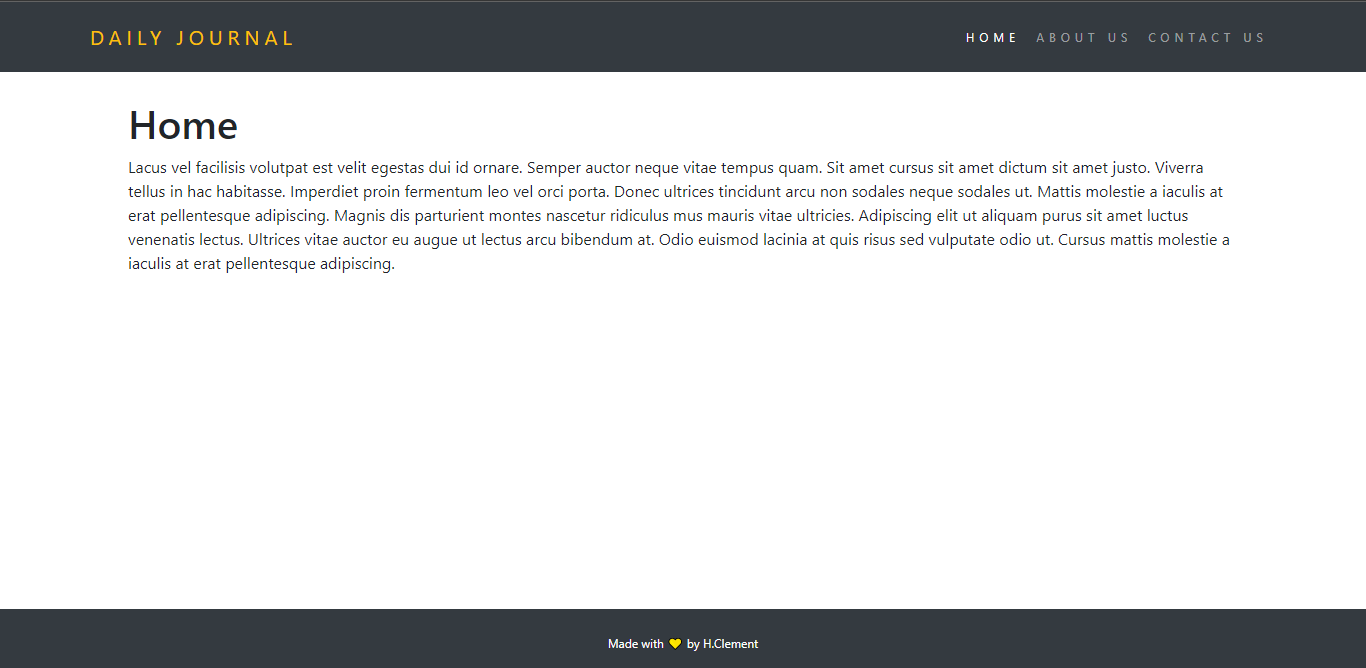 DAILY JOURNAL
HOME ABOUT US CONTACT US
Home
Lacus vel facilisis volutpat est velit egestas dui id ornare. Semper auctor neque vitae tempus quam. Sit amet cursus sit amet dictum sit amet justo. Viverra
tellus in hac habitasse. Imperdiet proin fermentum leo vel orci porta. Donec ultrices tincidunt arcu non sodales neque sodales ut. Mattis molestie a iaculis at
erat pellentesque adipiscing. Magnis dis parturient montes nascetur ridiculus mus mauris vitae ultricies. Adipiscing elit ut aliquam purus sit amet luctus
venenatis lectus. Ultrices vitae auctor eu augue ut lectus arcu bibendum at. Odio euismod lacinia at quis risus sed vulputate odio ut. Cursus mattis molestie a
iaculis at erat pellentesque adipiscing.
Made with 💛 by H.Clement